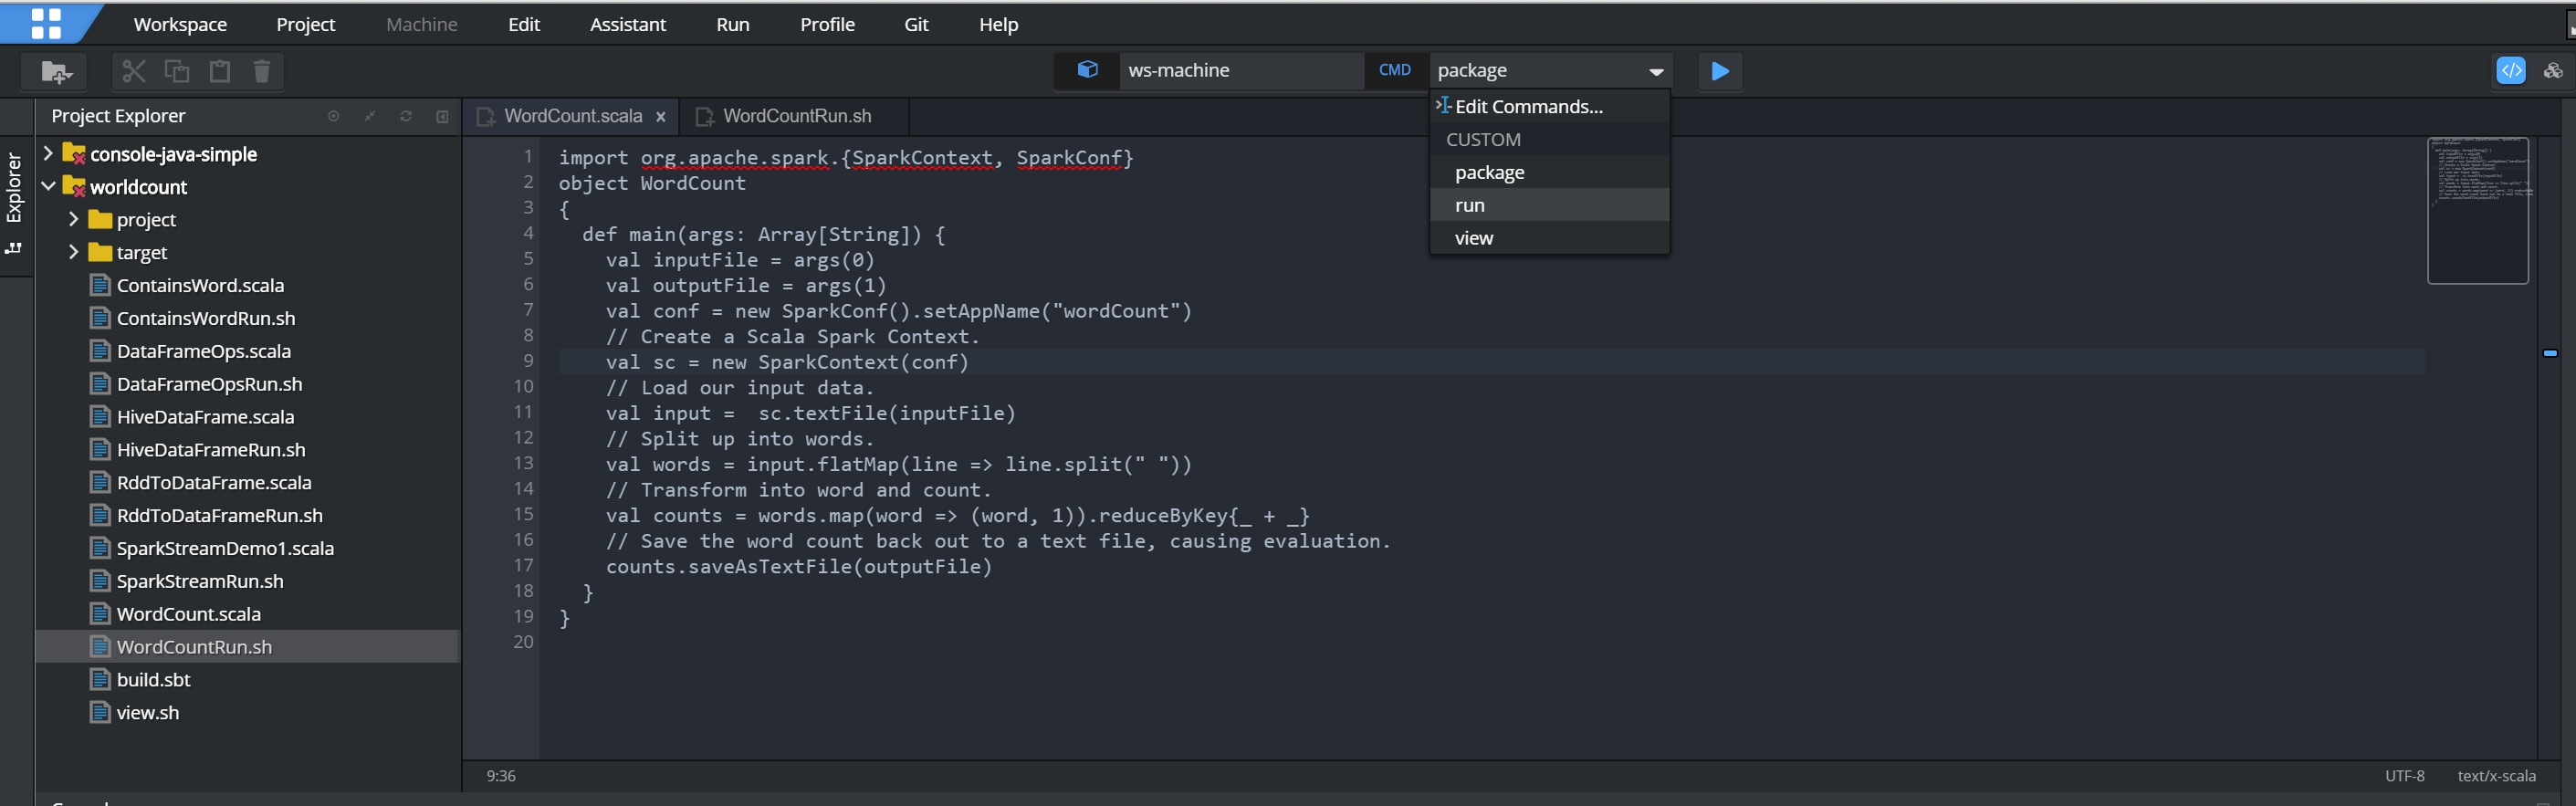 Workspace Project Machine Edit Assistant Run Profile Git Help
ws-machine CMD package
Edit Commands...
CUSTOM
package
run
view
Explorer
Project Explorer
console-java-simple
worldcount
project
target
ContainsWord.scala
ContainsWordRun.sh
DataFrameOps.scala
DataFrameOpsRun.sh
HiveDataFrame.scala
HiveDataFrameRun.sh
RddToDataFrame.scala
RddToDataFrameRun.sh
SparkStreamDemo1.scala
SparkStreamRun.sh
WordCount.scala
WordCountRun.sh
build.sbt
view.sh
WordCount.scala x WordCountRun.sh
1 import org.apache.spark.{SparkContext, SparkConf}
2 object WordCount
3 {
4 def main(args: Array[String]) {
5 val inputFile = args(0)
6 val outputFile = args(1)
7 val conf = new SparkConf().setAppName("wordCount")
8 // Create a Scala Spark Context.
9 val sc = new SparkContext(conf)
10 // Load our input data.
11 val input =  sc.textFile(inputFile)
12 // Split up into words.
13 val words = input.flatMap(line => line.split(" "))
14 // Transform into word and count.
15 val counts = words.map(word => (word, 1)).reduceByKey{_ + _}
16 // Save the word count back out to a text file, causing evaluation.
17 counts.saveAsTextFile(outputFile)
18 }
19 }
20
9:36 UTF-8 text/x-scala